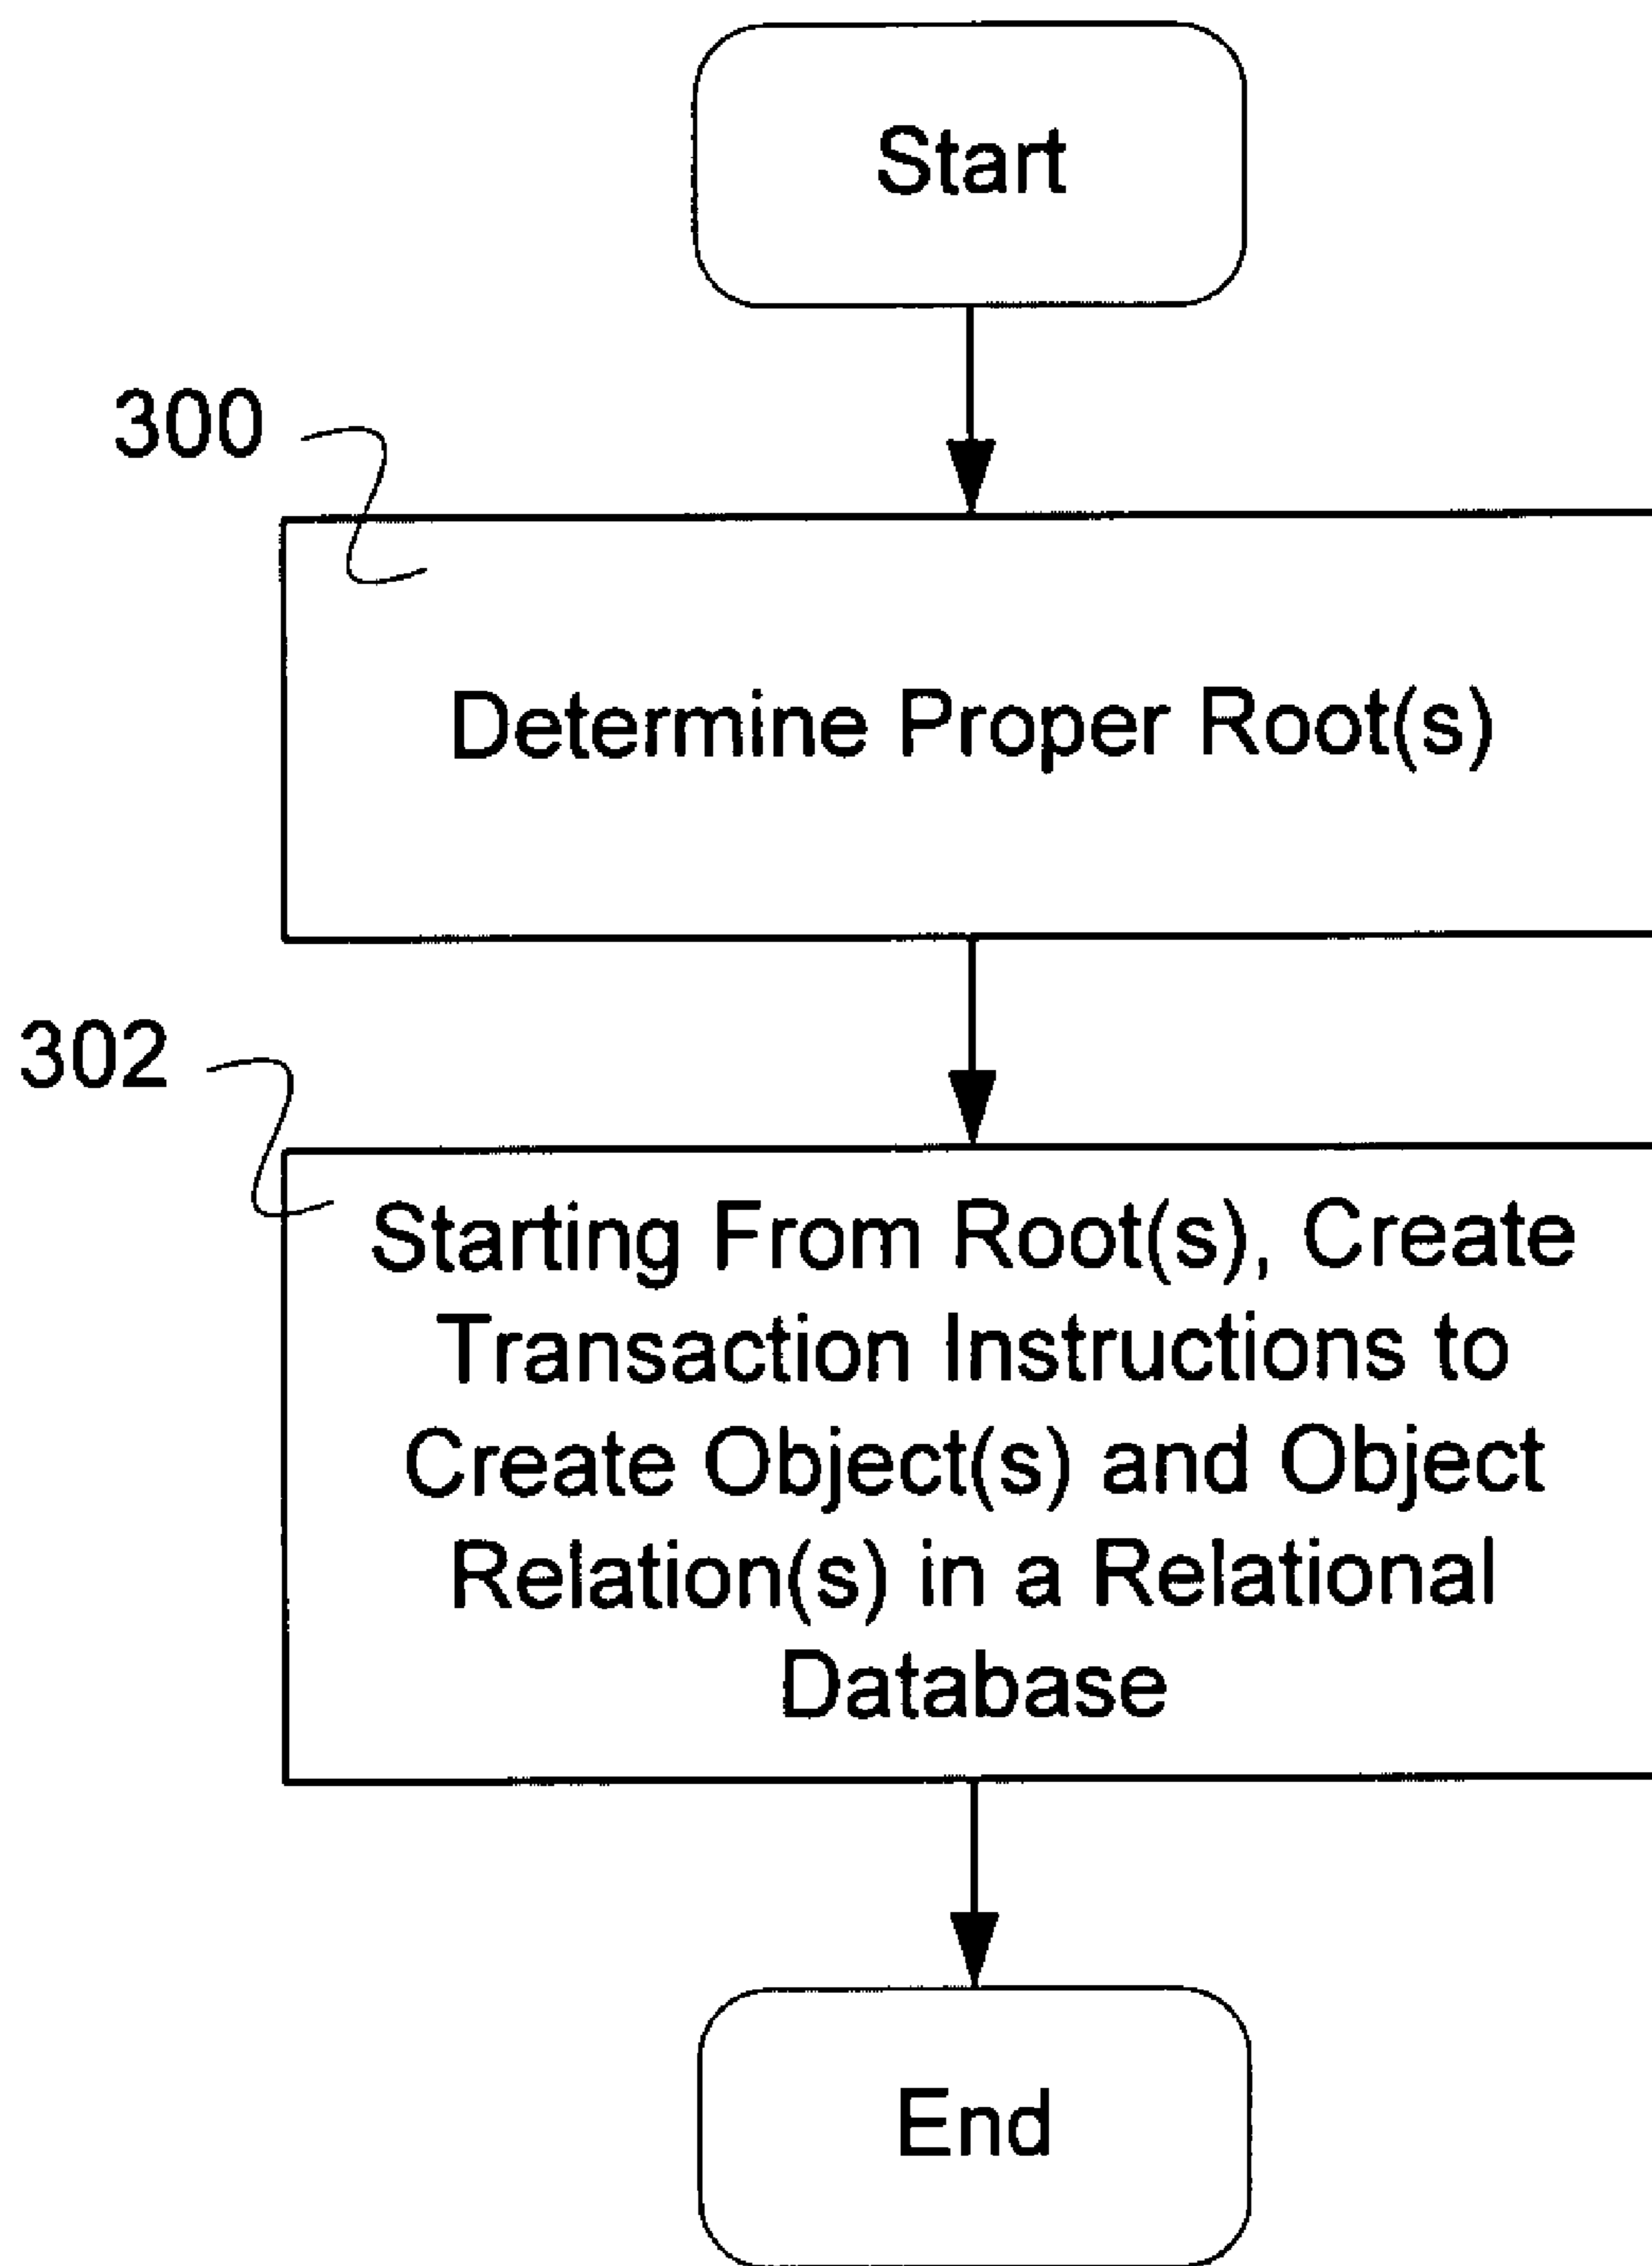 Start
300
Determine Proper Root(s)
302
Starting From Root(s), Create
Transaction Instructions to
Create Object(s) and Object
Relation(s) in a Relational
Database
End